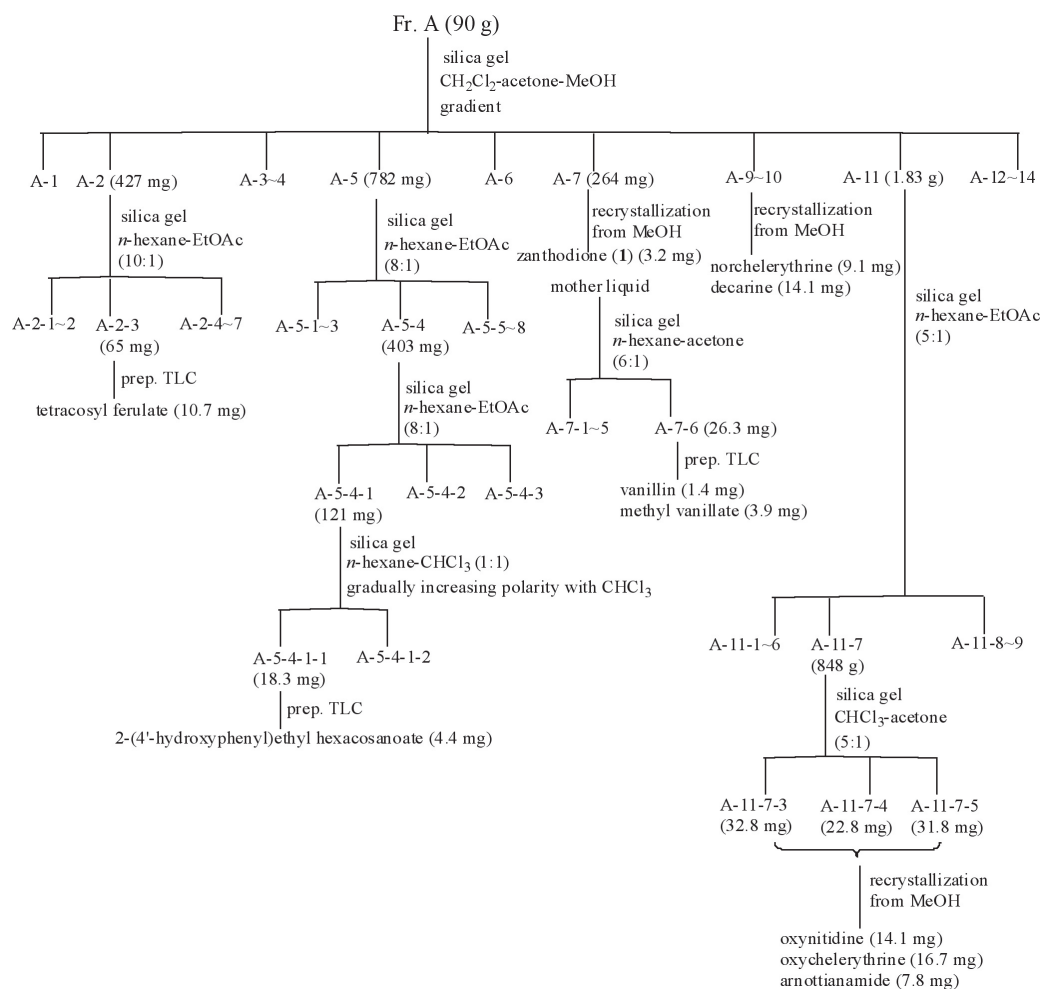 Fr. A (90 g)
silica gel
CH₂Cl₂-acetone-MeOH
gradient
A-1
A-2 (427 mg)
A-3~4
A-5 (782 mg)
A-6
A-7 (264 mg)
A-9~10
A-11 (1.83 g)
A-12~14
silica gel
n-hexane-EtOAc
(10:1)
A-2-1~2
A-2-3
(65 mg)
A-2-4~7
prep. TLC
tetracosyl ferulate (10.7 mg)
silica gel
n-hexane-EtOAc
(8:1)
A-5-1~3
A-5-4
(403 mg)
A-5-5~8
silica gel
n-hexane-EtOAc
(8:1)
A-5-4-1
(121 mg)
A-5-4-2
A-5-4-3
silica gel
n-hexane-CHCl₃ (1:1)
gradually increasing polarity with CHCl₃
A-5-4-1-1
(18.3 mg)
A-5-4-1-2
prep. TLC
2-(4'-hydroxyphenyl)ethyl hexacosanoate (4.4 mg)
recrystallization
from MeOH
zanthodione (1) (3.2 mg)
mother liquid
silica gel
n-hexane-acetone
(6:1)
A-7-1~5
A-7-6 (26.3 mg)
prep. TLC
vanillin (1.4 mg)
methyl vanillate (3.9 mg)
recrystallization
from MeOH
norchelerythrine (9.1 mg)
decarine (14.1 mg)
silica gel
n-hexane-EtOAc
(5:1)
A-11-1~6
A-11-7
(848 g)
A-11-8~9
silica gel
CHCl₃-acetone
(5:1)
A-11-7-3
(32.8 mg)
A-11-7-4
(22.8 mg)
A-11-7-5
(31.8 mg)
recrystallization
from MeOH
oxynitidine (14.1 mg)
oxychelerythrine (16.7 mg)
arnottianamide (7.8 mg)